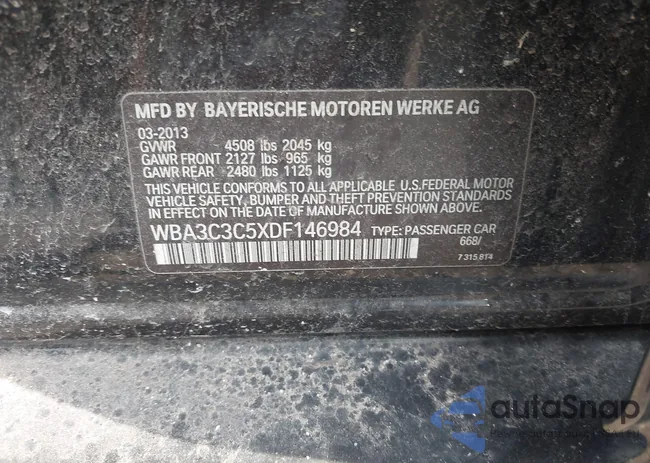 MFD BY BAYERISCHE MOTOREN WERKE AG
03-2013
GVWR 4508 lbs 2045 kg
GAWR FRONT 2127 lbs 965 kg
GAWR REAR 2480 lbs 1125 kg
THIS VEHICLE CONFORMS TO ALL APPLICABLE U.S.FEDERAL MOTOR
VEHICLE SAFETY, BUMPER AND THEFT PREVENTION STANDARDS
IN EFFECT ON THE DATE OF MANUFACTURE SHOWN ABOVE.
WBA3C3C5XDF146984 TYPE: PASSENGER CAR
668/
7 315.814
autoSnap